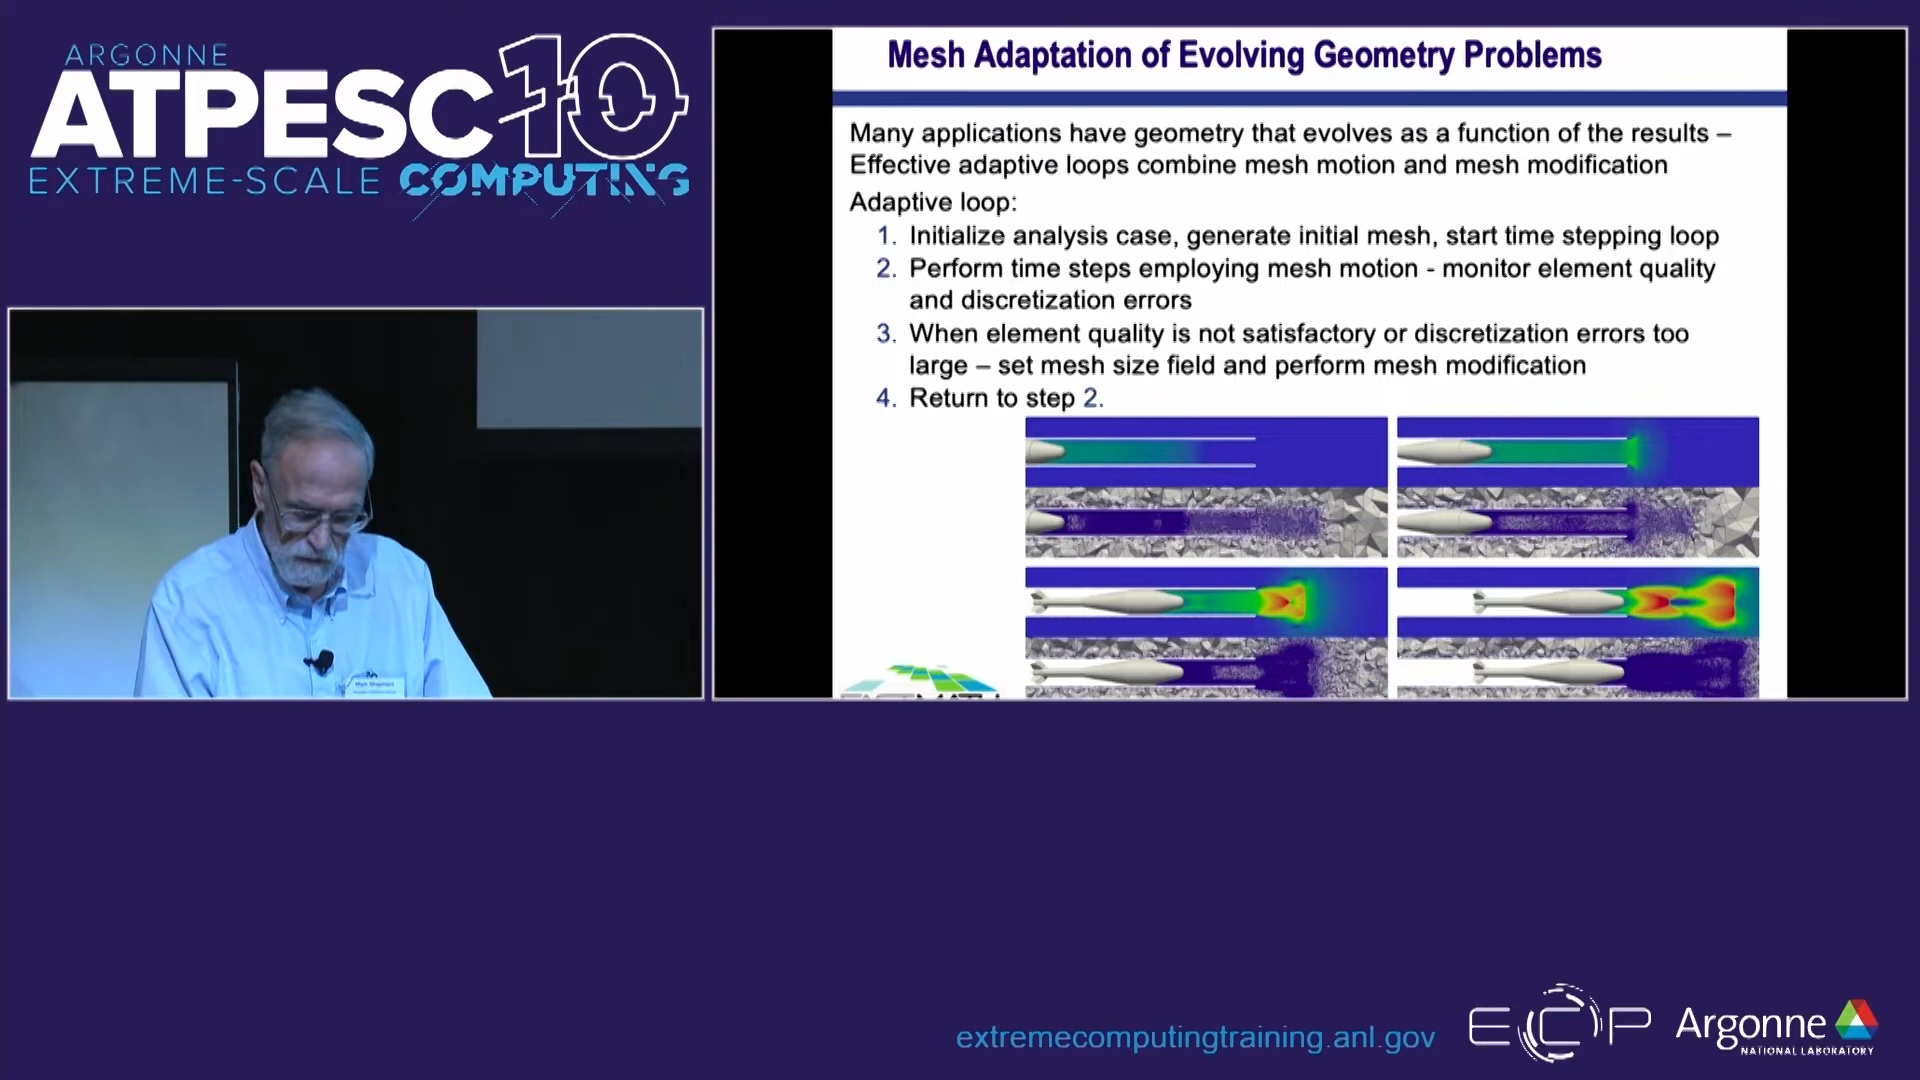 ARGONNE
ATPESC10
EXTREME-SCALE COMPUTING
Mesh Adaptation of Evolving Geometry Problems
Many applications have geometry that evolves as a function of the results –
Effective adaptive loops combine mesh motion and mesh modification
Adaptive loop:
1. Initialize analysis case, generate initial mesh, start time stepping loop
2. Perform time steps employing mesh motion - monitor element quality
and discretization errors
3. When element quality is not satisfactory or discretization errors too
large – set mesh size field and perform mesh modification
4. Return to step 2.
Mark Shephard
extremecomputingtraining.anl.gov
ECP
Argonne
NATIONAL LABORATORY